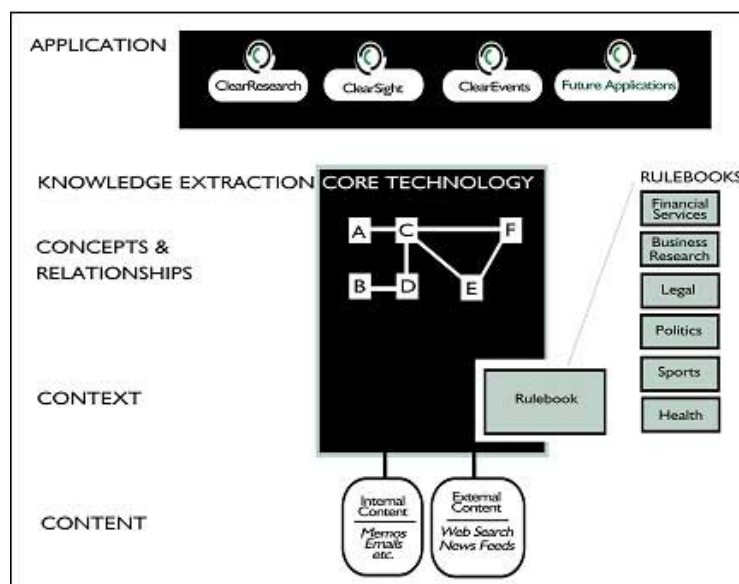 APPLICATION
ClearResearch
ClearSight
ClearEvents
Future Applications
KNOWLEDGE EXTRACTION CORE TECHNOLOGY
RULEBOOKS
Financial
Services
Business
Research
Legal
Politics
Sports
Health
CONCEPTS &
RELATIONSHIPS
A
C
F
B
D
E
CONTEXT
Rulebook
CONTENT
Internal
Content
Memos
Emails
etc.
External
Content
Web Search
News Feeds